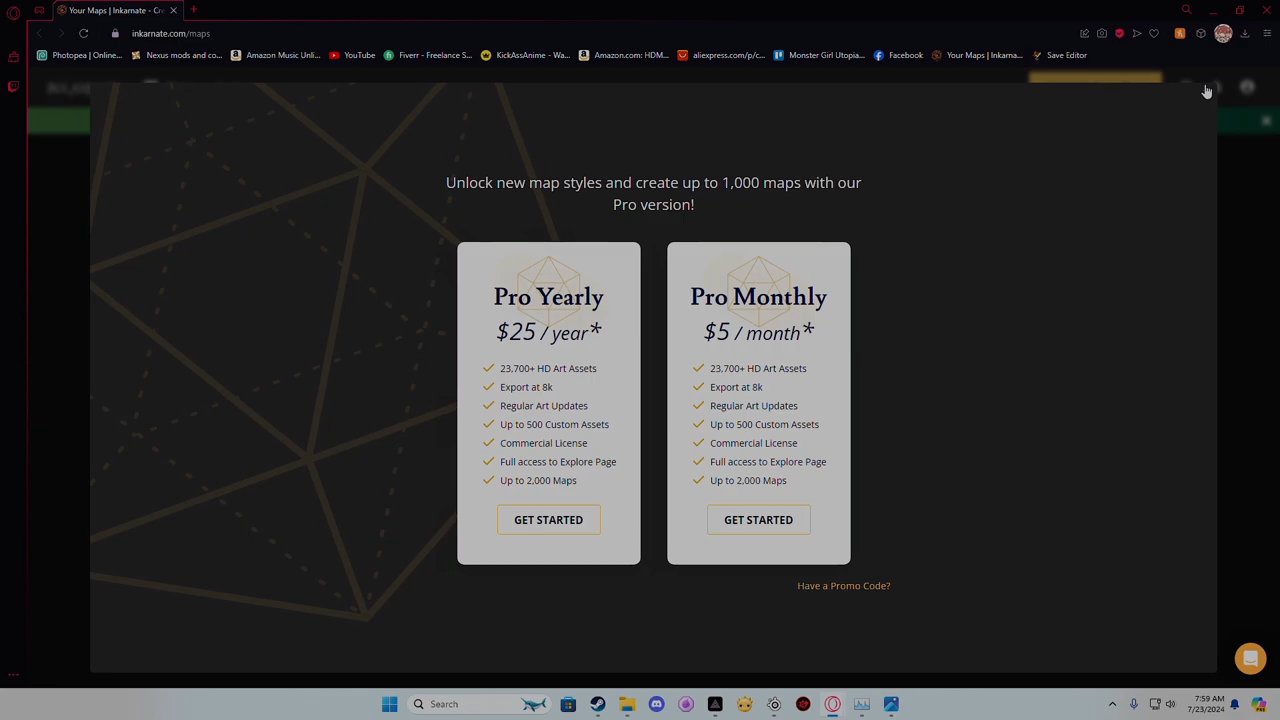 Your Maps | Inkarnate - Cre
inkarnate.com/maps
Photopea | Online...
Nexus mods and co...
Amazon Music Unli...
YouTube
Fiverr - Freelance S...
KickAssAnime - Wa...
Amazon.com: HDM...
aliexpress.com/p/c...
Monster Girl Utopia...
Facebook
Your Maps | Inkarna...
Save Editor
Unlock new map styles and create up to 1,000 maps with our
Pro version!
Pro Yearly
$25 / year*
23,700+ HD Art Assets
Export at 8k
Regular Art Updates
Up to 500 Custom Assets
Commercial License
Full access to Explore Page
Up to 2,000 Maps
GET STARTED
Pro Monthly
$5 / month*
23,700+ HD Art Assets
Export at 8k
Regular Art Updates
Up to 500 Custom Assets
Commercial License
Full access to Explore Page
Up to 2,000 Maps
GET STARTED
Have a Promo Code?
Search
7:59 AM
7/23/2024